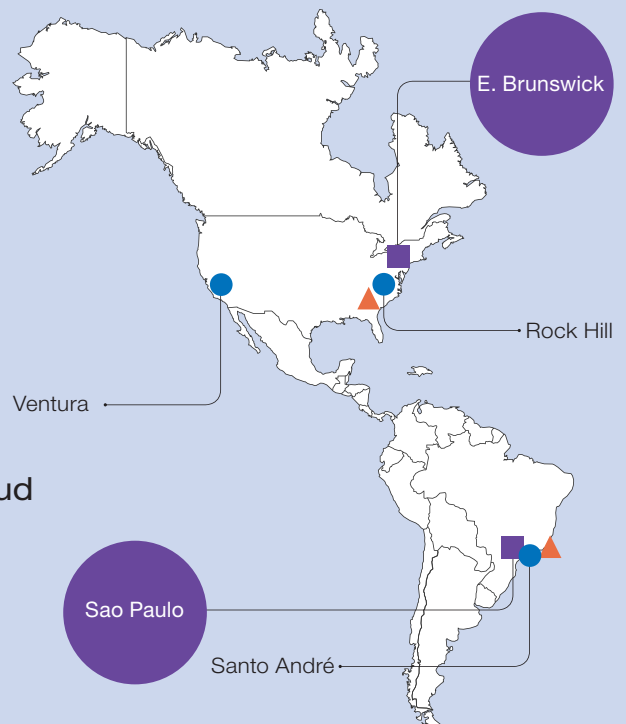 E. Brunswick
Rock Hill
Ventura
ud
Sao Paulo
Santo André